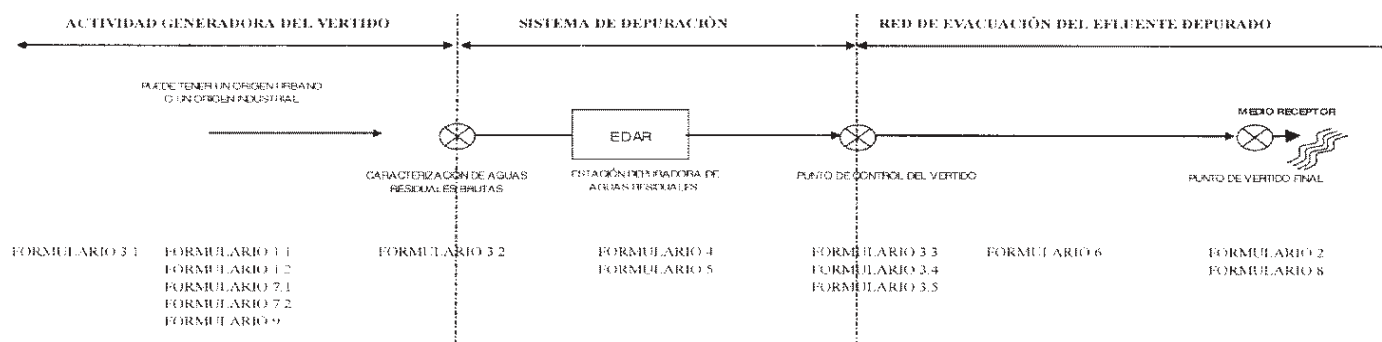 ACTIVIDAD GENERADORA DEL VERTIDO
SISTEMA DE DEPURACIÓN
RED DE EVACUACIÓN DEL EFLUENTE DEPURADO
PUEDE TENER UN ORIGEN URBANO
O UN ORIGEN INDUSTRIAL
MEDIO RECEPTOR
EDAR
CARACTERIZACIÓN DE AGUAS
RESIDUALES BRUTAS
ESTACIÓN DEPURADORA DE
AGUAS RESIDUALES
PUNTO DE CONTROL DEL VERTIDO
PUNTO DE VERTIDO FINAL
FORMULARIO 3.1
FORMULARIO 1.1
FORMULARIO 1.2
FORMULARIO 7.1
FORMULARIO 7.2
FORMULARIO 9
FORMULARIO 3.2
FORMULARIO 4
FORMULARIO 5
FORMULARIO 3.3
FORMULARIO 3.4
FORMULARIO 3.5
FORMULARIO 6
FORMULARIO 2
FORMULARIO 8